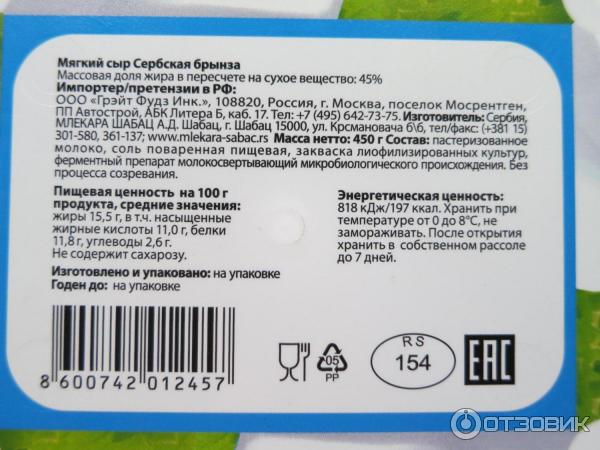 Мягкий сыр Сербская брынза
Массовая доля жира в пересчете на сухое вещество: 45%
Импортер/претензии в РФ:
ООО «Грэйт Фудз Инк.», 108820, Россия, г. Москва, поселок Мосрентген,
ПП Автострой, АБК Литера Б, каб. 17. Тел.: +7 (495) 642-73-75. Изготовитель: Сербия,
МЛЕКАРА ШАБАЦ А.Д. Шабац, г. Шабац 15000, ул. Крсмановача б\б, тел/факс: (+381 15)
301-580, 361-137; www.mlekara-sabac.rs Масса нетто: 450 г Состав: пастеризованное
молоко, соль поваренная пищевая, закваска лиофилизированных культур,
ферментный препарат молокосвертывающий микробиологического происхождения. Без
процесса созревания.
Пищевая ценность на 100 г
продукта, средние значения:
жиры 15,5 г, в т.ч. насыщенные
жирные кислоты 11,0 г, белки
11,8 г, углеводы 2,6 г.
Не содержит сахарозу.
Энергетическая ценность:
818 кДж/197 ккал. Хранить при
температуре от 0 до 8°С, не
замораживать. После открытия
хранить в собственном рассоле
до 7 дней.
Изготовлено и упаковано: на упаковке
Годен до: на упаковке
8 600742 012457
05
PP
RS
154
EAC
ОТЗОВИК